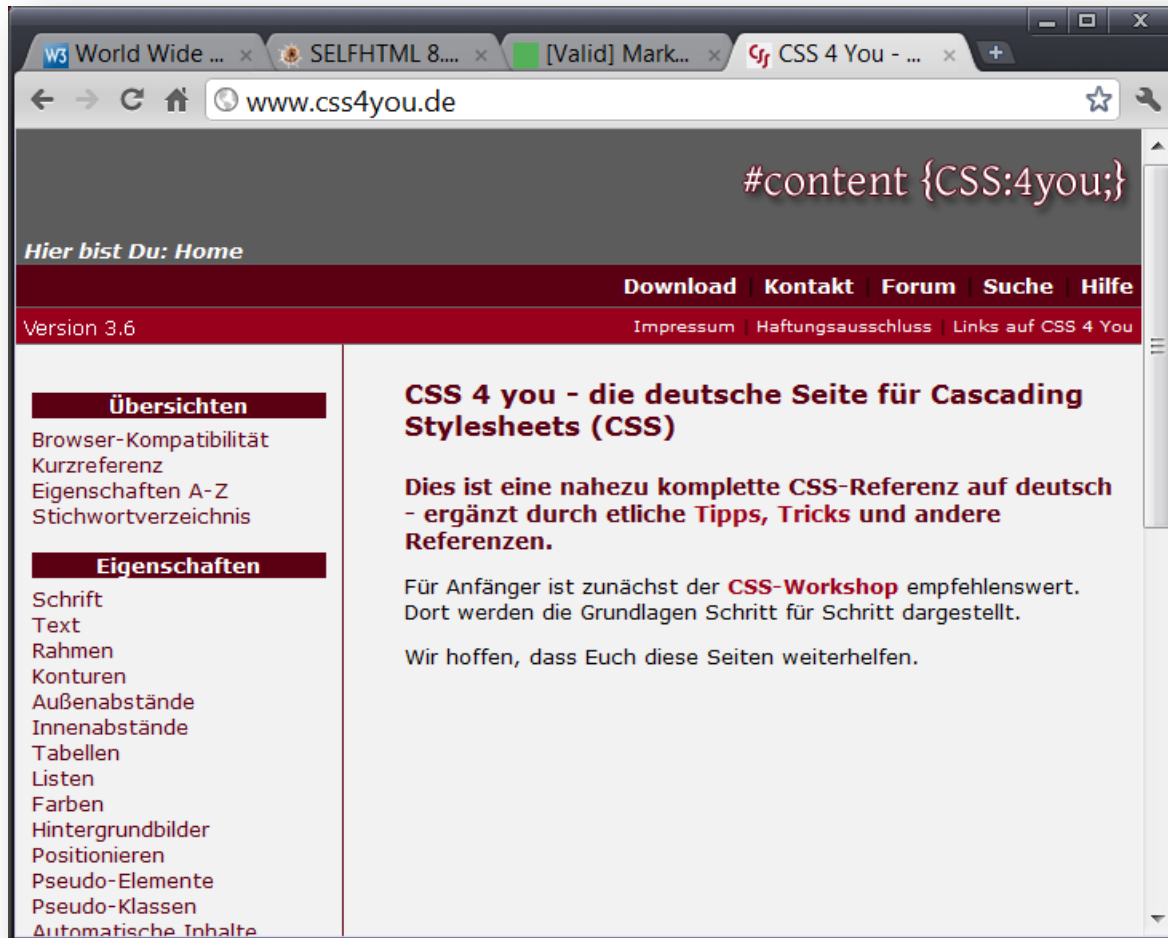 W3 World Wide ... × SELFHTML 8.... × [Valid] Mark... × CSS 4 You - ... × +
www.css4you.de
#content {CSS:4you;}
Hier bist Du: Home
Download | Kontakt | Forum | Suche | Hilfe
Version 3.6 Impressum | Haftungsausschluss | Links auf CSS 4 You
Übersichten
Browser-Kompatibilität
Kurzreferenz
Eigenschaften A-Z
Stichwortverzeichnis
Eigenschaften
Schrift
Text
Rahmen
Konturen
Außenabstände
Innenabstände
Tabellen
Listen
Farben
Hintergrundbilder
Positionieren
Pseudo-Elemente
Pseudo-Klassen
Automatische Inhalte
CSS 4 you - die deutsche Seite für Cascading
Stylesheets (CSS)
Dies ist eine nahezu komplette CSS-Referenz auf deutsch
- ergänzt durch etliche Tipps, Tricks und andere
Referenzen.
Für Anfänger ist zunächst der CSS-Workshop empfehlenswert.
Dort werden die Grundlagen Schritt für Schritt dargestellt.
Wir hoffen, dass Euch diese Seiten weiterhelfen.